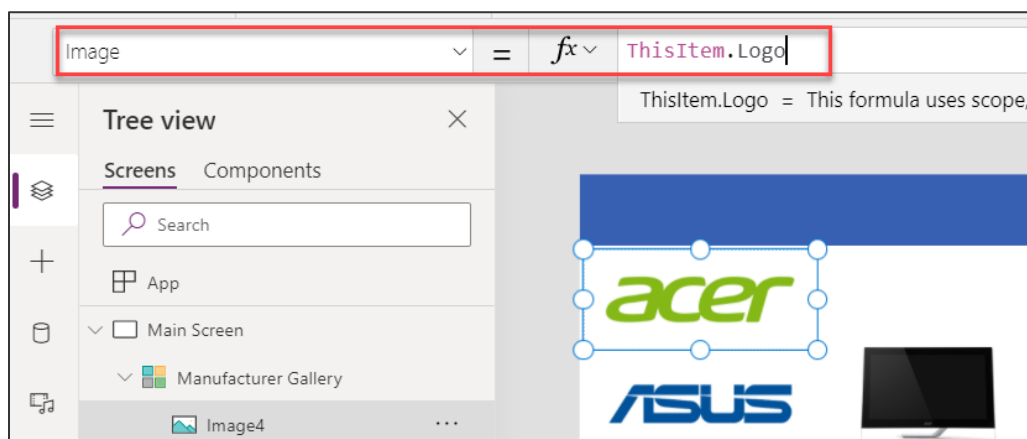 Image = fx ThisItem.Logo
ThisItem.Logo = This formula uses scope,
Tree view
Screens Components
Search
App
Main Screen
Manufacturer Gallery
Image4 ...
acer
ASUS